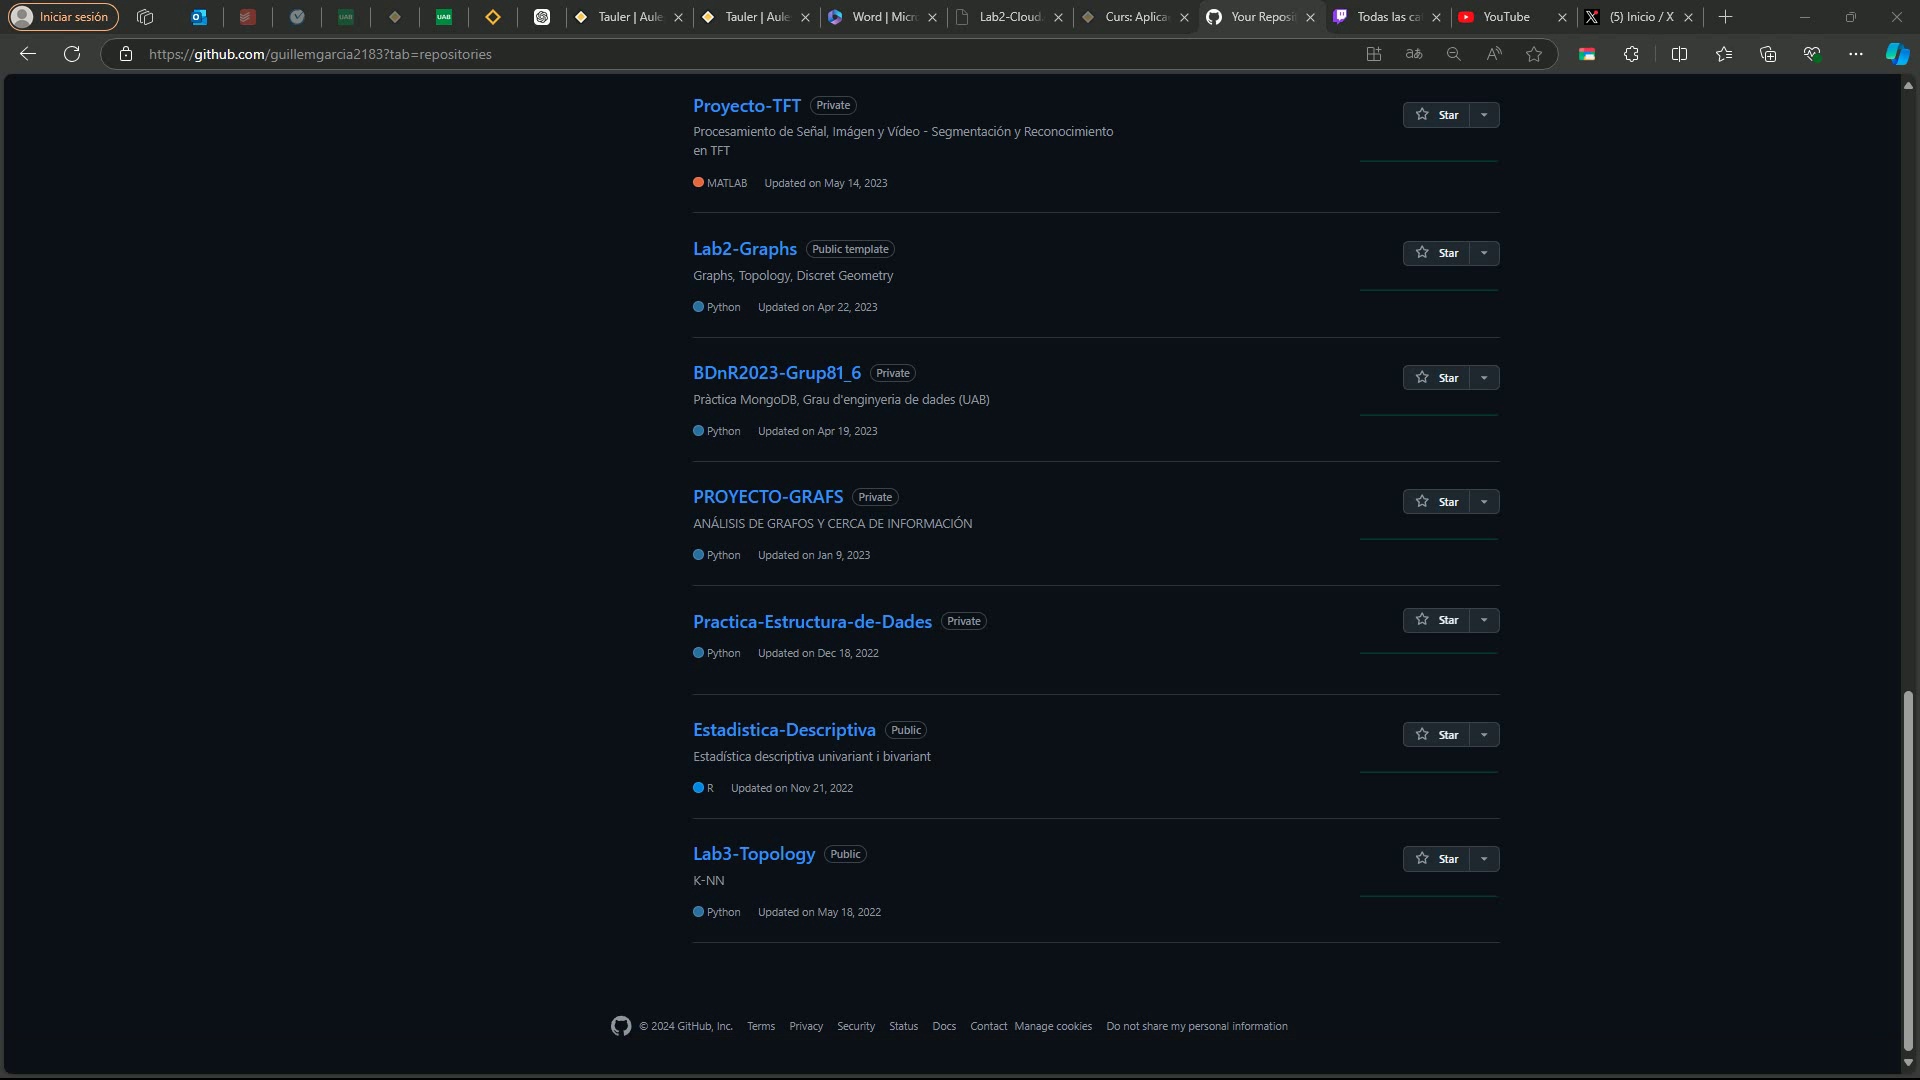 Iniciar sesión
UAB
UAB
Tauler | Aule
Tauler | Aule
Word | Micr
Lab2-Cloud
Curs: Aplica
Your Reposit
Todas las ca
YouTube
(5) Inicio / X
https://github.com/guillemgarcia2183?tab=repositories
Proyecto-TFT Private
Star
Procesamiento de Señal, Imágen y Vídeo - Segmentación y Reconocimiento
en TFT
MATLAB Updated on May 14, 2023
Lab2-Graphs Public template
Star
Graphs, Topology, Discret Geometry
Python Updated on Apr 22, 2023
BDnR2023-Grup81_6 Private
Star
Pràctica MongoDB, Grau d'enginyeria de dades (UAB)
Python Updated on Apr 19, 2023
PROYECTO-GRAFS Private
Star
ANÁLISIS DE GRAFOS Y CERCA DE INFORMACIÓN
Python Updated on Jan 9, 2023
Practica-Estructura-de-Dades Private
Star
Python Updated on Dec 18, 2022
Estadistica-Descriptiva Public
Star
Estadística descriptiva univariant i bivariant
R Updated on Nov 21, 2022
Lab3-Topology Public
Star
K-NN
Python Updated on May 18, 2022
© 2024 GitHub, Inc. Terms Privacy Security Status Docs Contact Manage cookies Do not share my personal information